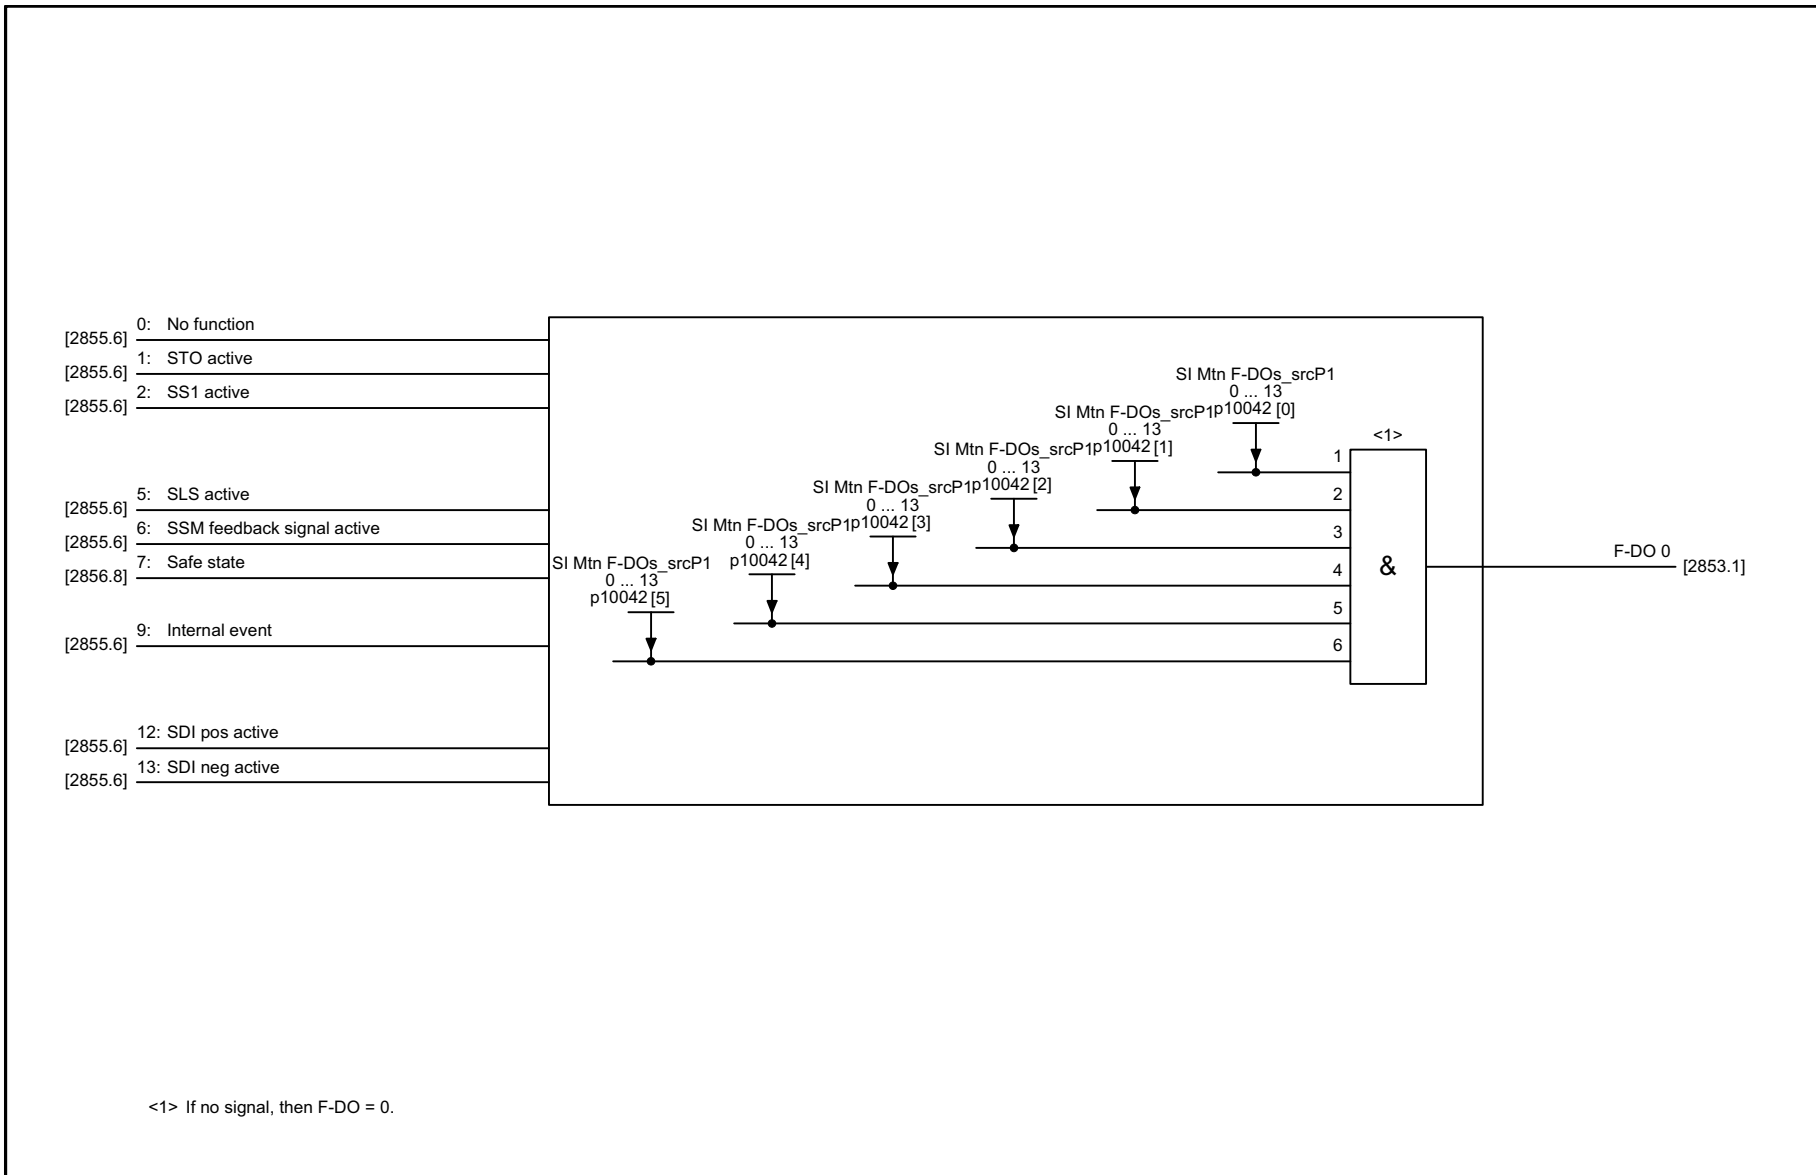 0: No function
[2855.6]
1: STO active
[2855.6]
2: SS1 active
[2855.6]
5: SLS active
[2855.6]
6: SSM feedback signal active
[2855.6]
7: Safe state
[2856.8]
9: Internal event
[2855.6]
12: SDI pos active
[2855.6]
13: SDI neg active
[2855.6]
SI Mtn F-DOs_srcP1
0 ... 13
p10042 [0]
SI Mtn F-DOs_srcP1
0 ... 13
p10042 [1]
SI Mtn F-DOs_srcP1
0 ... 13
p10042 [2]
SI Mtn F-DOs_srcP1
0 ... 13
p10042 [3]
SI Mtn F-DOs_srcP1
0 ... 13
p10042 [4]
SI Mtn F-DOs_srcP1
0 ... 13
p10042 [5]
<1>
1
2
3
4
5
6
&
F-DO 0
[2853.1]
<1> If no signal, then F-DO = 0.